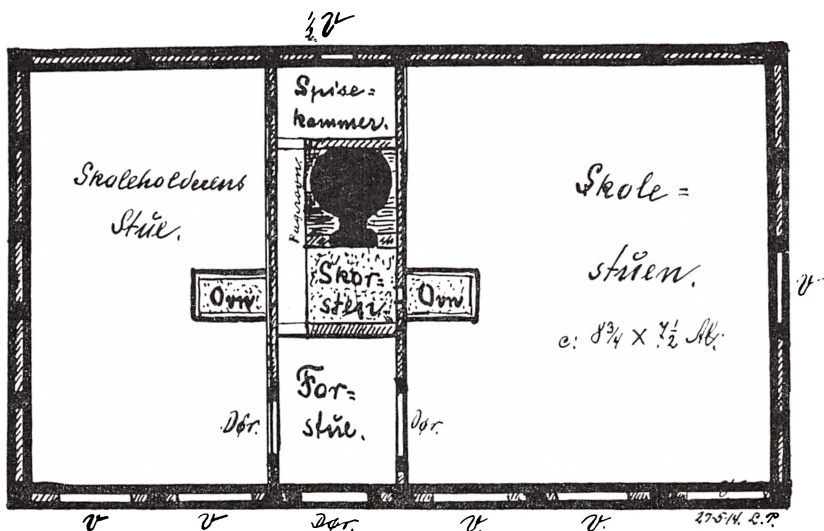 ½ V
Spise=
kammer.
Skoleholderens
Stue.
Skole=
stuen.
c: 8¾ X 7½ Al.
V
Ovn
Skor=
sten.
Ovn
For=
stue.
Dør.
Dør.
V
V
Dør.
V.
V.
27-5-14. L.P.